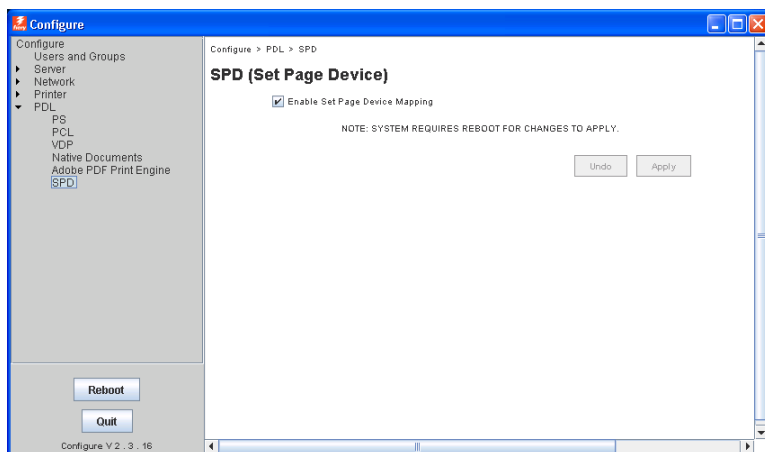 Configure
Configure
Users and Groups
Server
Network
Printer
PDL
PS
PCL
VDP
Native Documents
Adobe PDF Print Engine
SPD
Reboot
Quit
Configure V 2 . 3 . 16
Configure > PDL > SPD
SPD (Set Page Device)
Enable Set Page Device Mapping
NOTE: SYSTEM REQUIRES REBOOT FOR CHANGES TO APPLY.
Undo Apply